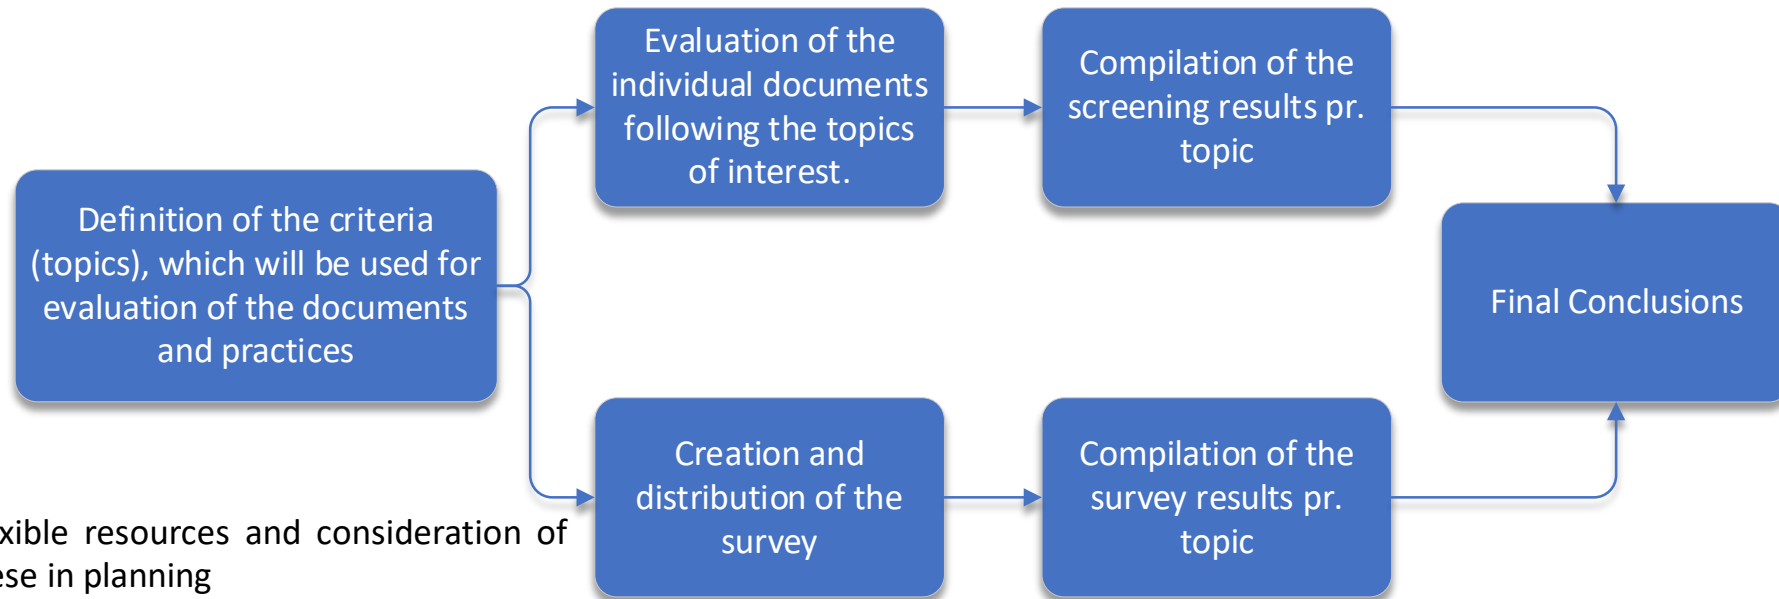 Definition of the criteria
(topics), which will be used for
evaluation of the documents
and practices
Evaluation of the
individual documents
following the topics
of interest.
Compilation of the
screening results pr.
topic
Creation and
distribution of the
survey
Compilation of the
survey results pr.
topic
Final Conclusions
resources and consideration of
in planning